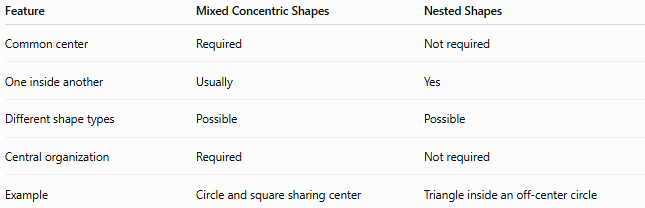 Feature Mixed Concentric Shapes Nested Shapes
Common center Required Not required
One inside another Usually Yes
Different shape types Possible Possible
Central organization Required Not required
Example Circle and square sharing center Triangle inside an off-center circle